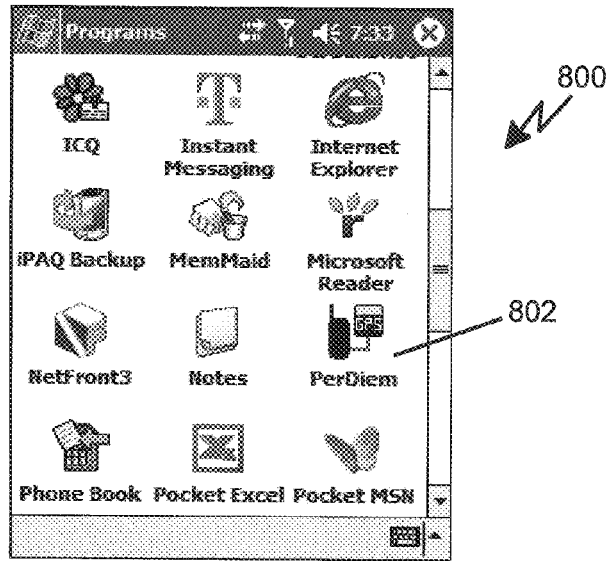 Programs 7:33
800
ICQ Instant Messaging Internet Explorer
iPAQ Backup MemMaid Microsoft Reader
802
GPS
NetFront3 Notes PerDiem
Phone Book Pocket Excel Pocket MSN